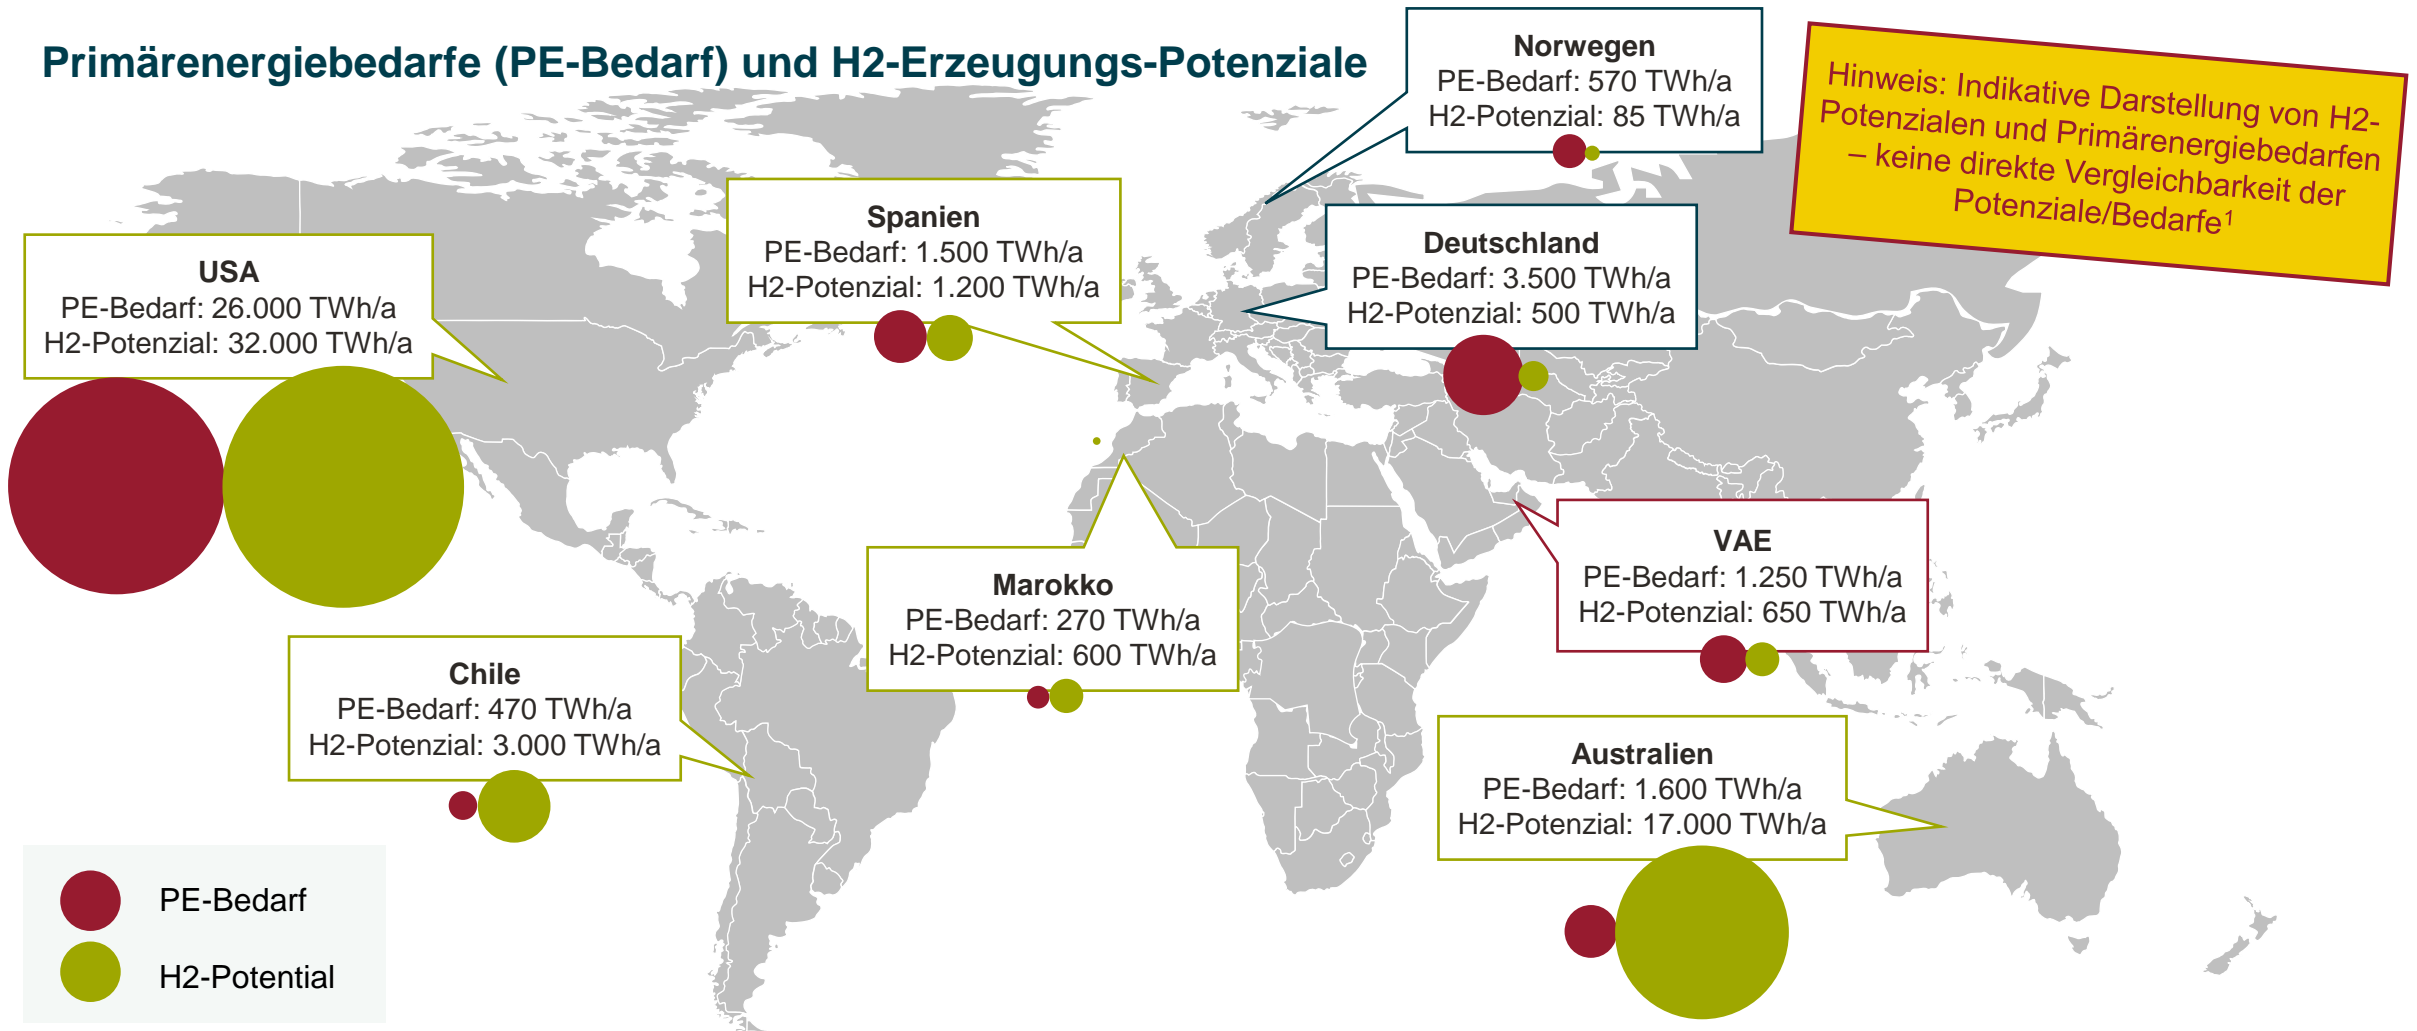 Primärenergiebedarfe (PE-Bedarf) und H2-Erzeugungs-Potenziale
Norwegen
PE-Bedarf: 570 TWh/a
H2-Potenzial: 85 TWh/a
Hinweis: Indikative Darstellung von H2-
Potenzialen und Primärenergiebedarfen
– keine direkte Vergleichbarkeit der
Potenziale/Bedarfe1
Spanien
PE-Bedarf: 1.500 TWh/a
H2-Potenzial: 1.200 TWh/a
Deutschland
PE-Bedarf: 3.500 TWh/a
H2-Potenzial: 500 TWh/a
USA
PE-Bedarf: 26.000 TWh/a
H2-Potenzial: 32.000 TWh/a
VAE
PE-Bedarf: 1.250 TWh/a
H2-Potenzial: 650 TWh/a
Marokko
PE-Bedarf: 270 TWh/a
H2-Potenzial: 600 TWh/a
Chile
PE-Bedarf: 470 TWh/a
H2-Potenzial: 3.000 TWh/a
Australien
PE-Bedarf: 1.600 TWh/a
H2-Potenzial: 17.000 TWh/a
PE-Bedarf
H2-Potential